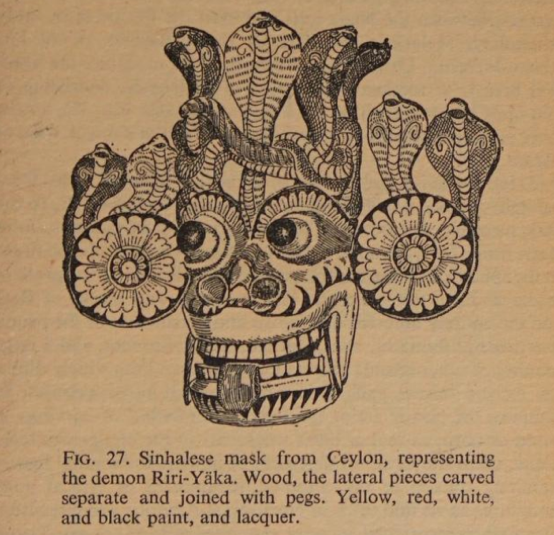 FIG. 27. Sinhalese mask from Ceylon, representing
the demon Riri-Yäka. Wood, the lateral pieces carved
separate and joined with pegs. Yellow, red, white,
and black paint, and lacquer.